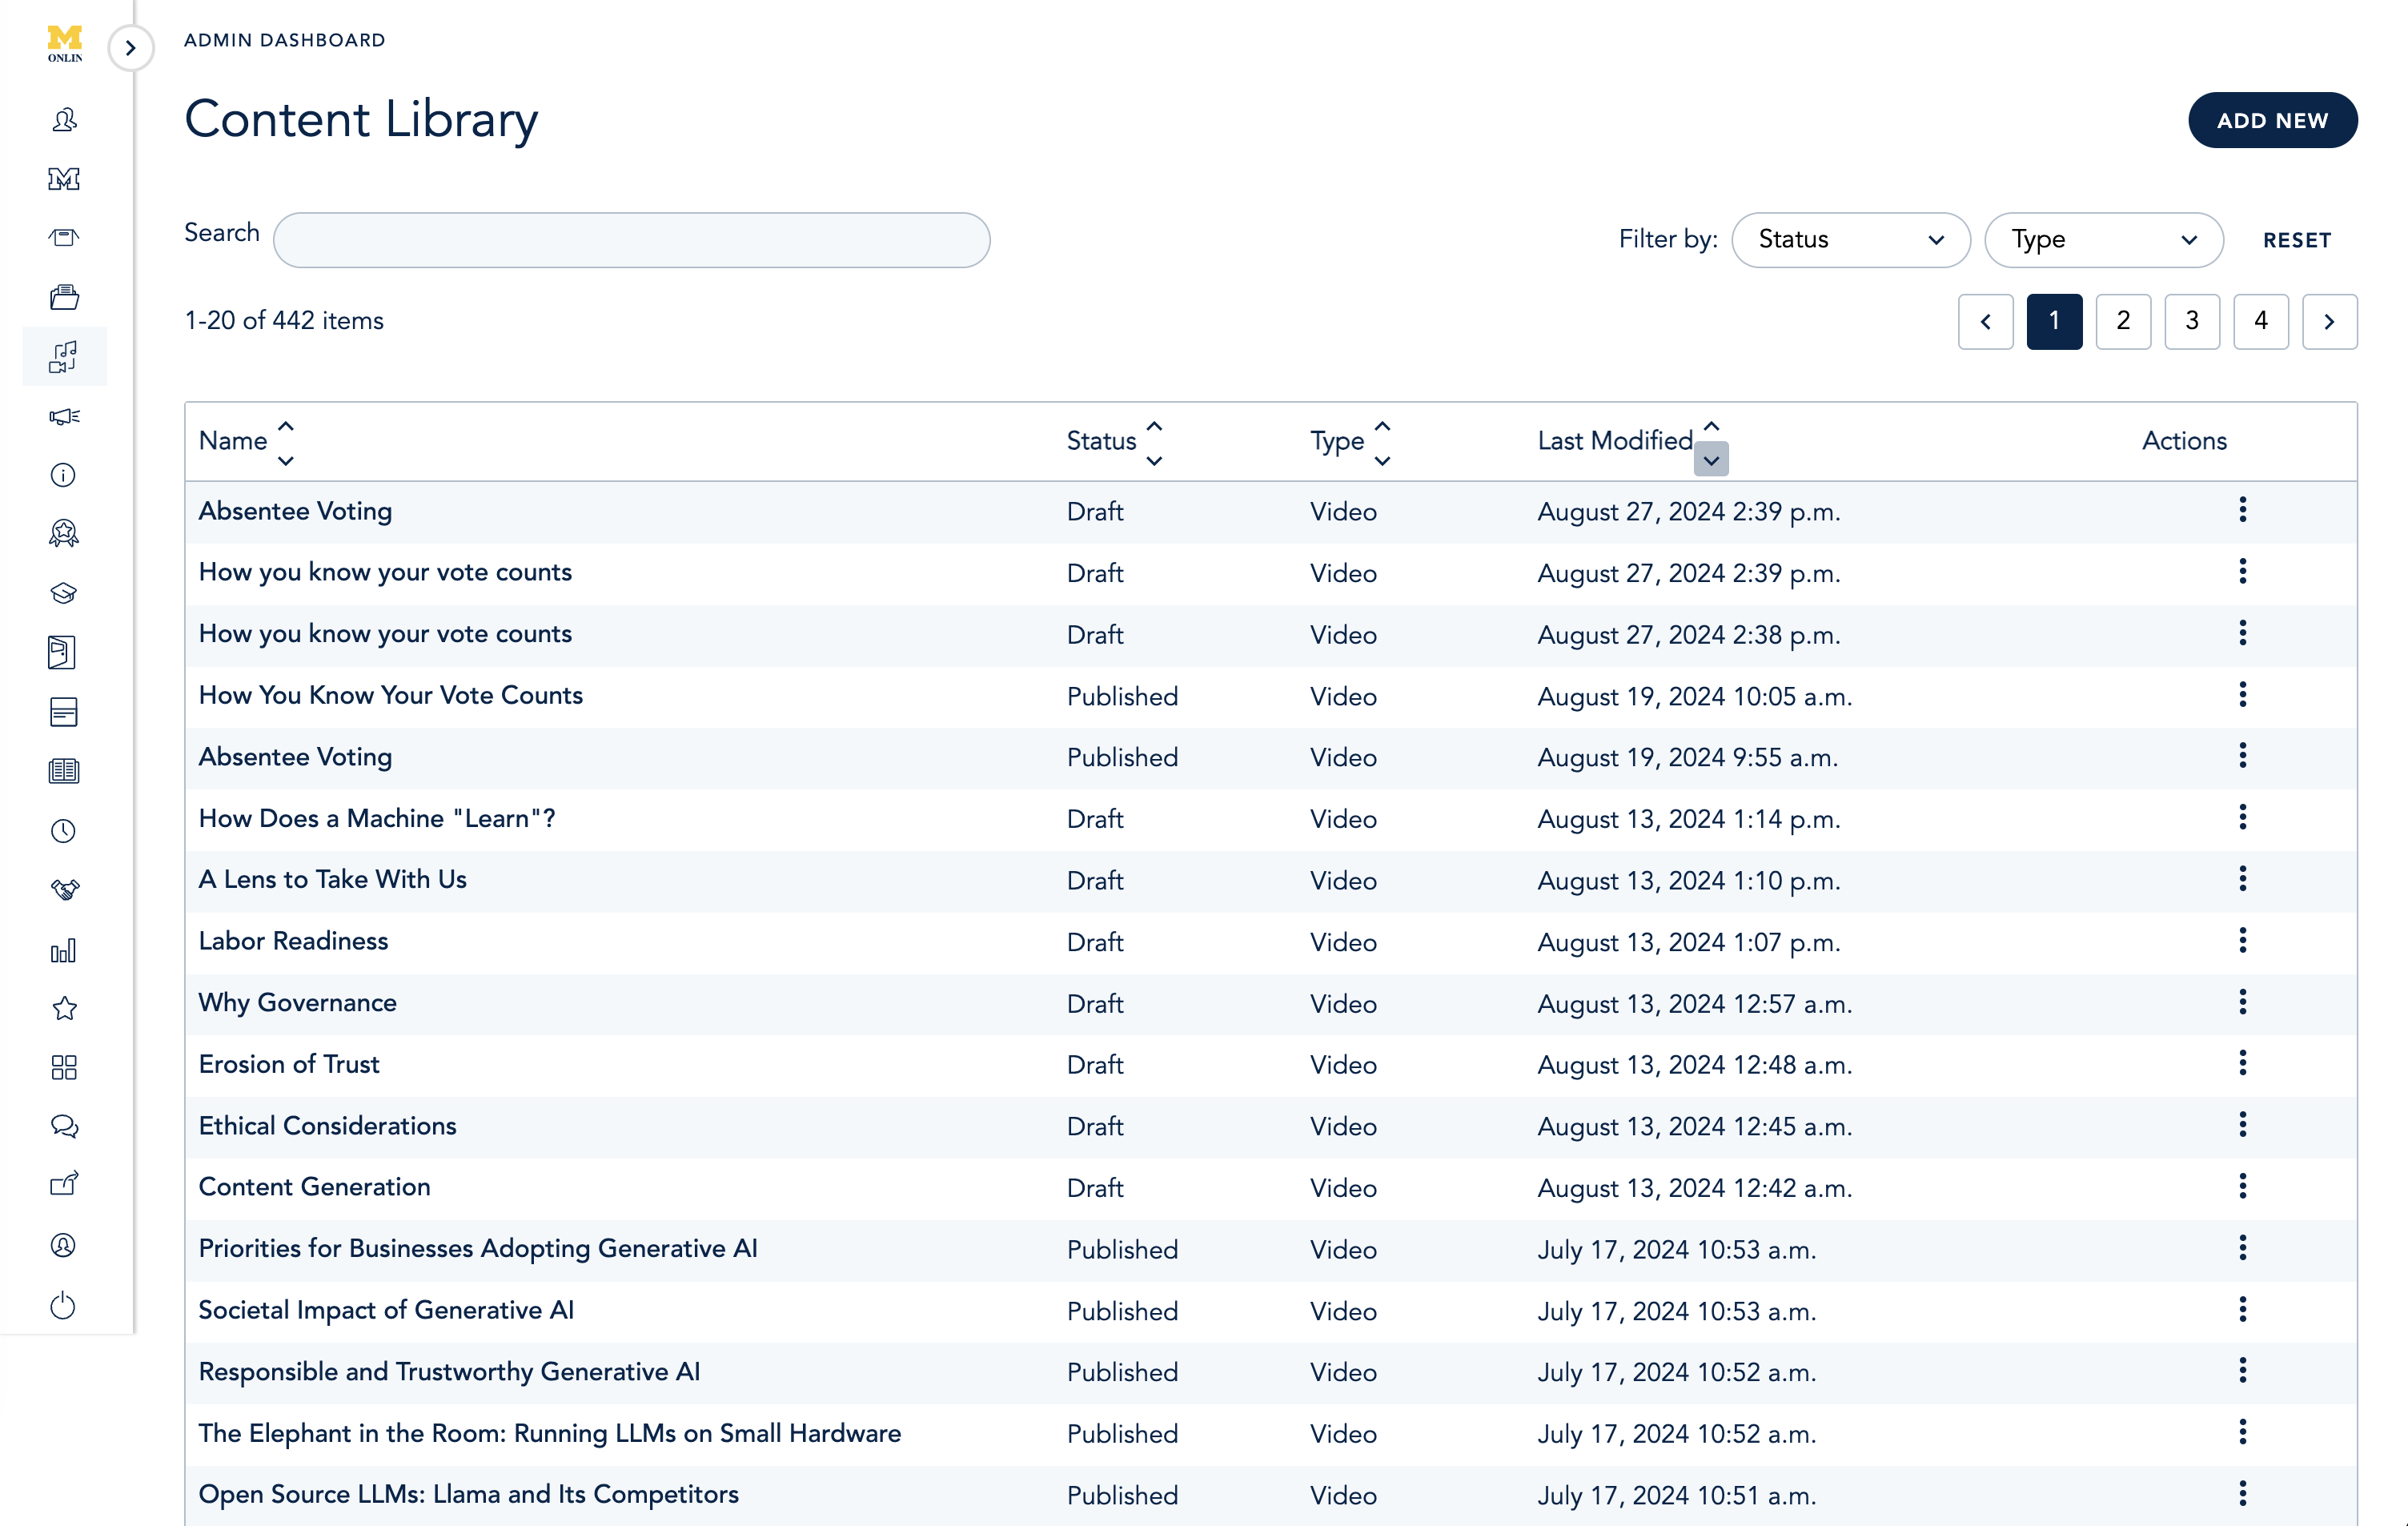 ONLIN
ADMIN DASHBOARD
Content Library
ADD NEW
Search
Filter by: Status Type RESET
1-20 of 442 items
1 2 3 4
Name Status Type Last Modified Actions
Absentee Voting Draft Video August 27, 2024 2:39 p.m.
How you know your vote counts Draft Video August 27, 2024 2:39 p.m.
How you know your vote counts Draft Video August 27, 2024 2:38 p.m.
How You Know Your Vote Counts Published Video August 19, 2024 10:05 a.m.
Absentee Voting Published Video August 19, 2024 9:55 a.m.
How Does a Machine "Learn"? Draft Video August 13, 2024 1:14 p.m.
A Lens to Take With Us Draft Video August 13, 2024 1:10 p.m.
Labor Readiness Draft Video August 13, 2024 1:07 p.m.
Why Governance Draft Video August 13, 2024 12:57 a.m.
Erosion of Trust Draft Video August 13, 2024 12:48 a.m.
Ethical Considerations Draft Video August 13, 2024 12:45 a.m.
Content Generation Draft Video August 13, 2024 12:42 a.m.
Priorities for Businesses Adopting Generative AI Published Video July 17, 2024 10:53 a.m.
Societal Impact of Generative AI Published Video July 17, 2024 10:53 a.m.
Responsible and Trustworthy Generative AI Published Video July 17, 2024 10:52 a.m.
The Elephant in the Room: Running LLMs on Small Hardware Published Video July 17, 2024 10:52 a.m.
Open Source LLMs: Llama and Its Competitors Published Video July 17, 2024 10:51 a.m.